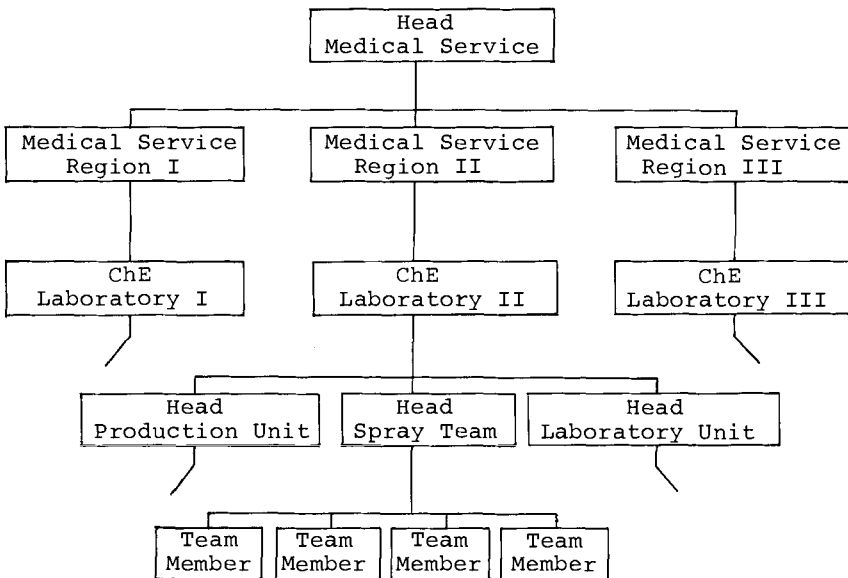 Head
Medical Service
Medical Service
Region I
Medical Service
Region II
Medical Service
Region III
ChE
Laboratory I
ChE
Laboratory II
ChE
Laboratory III
Head
Production Unit
Head
Spray Team
Head
Laboratory Unit
Team
Member
Team
Member
Team
Member
Team
Member